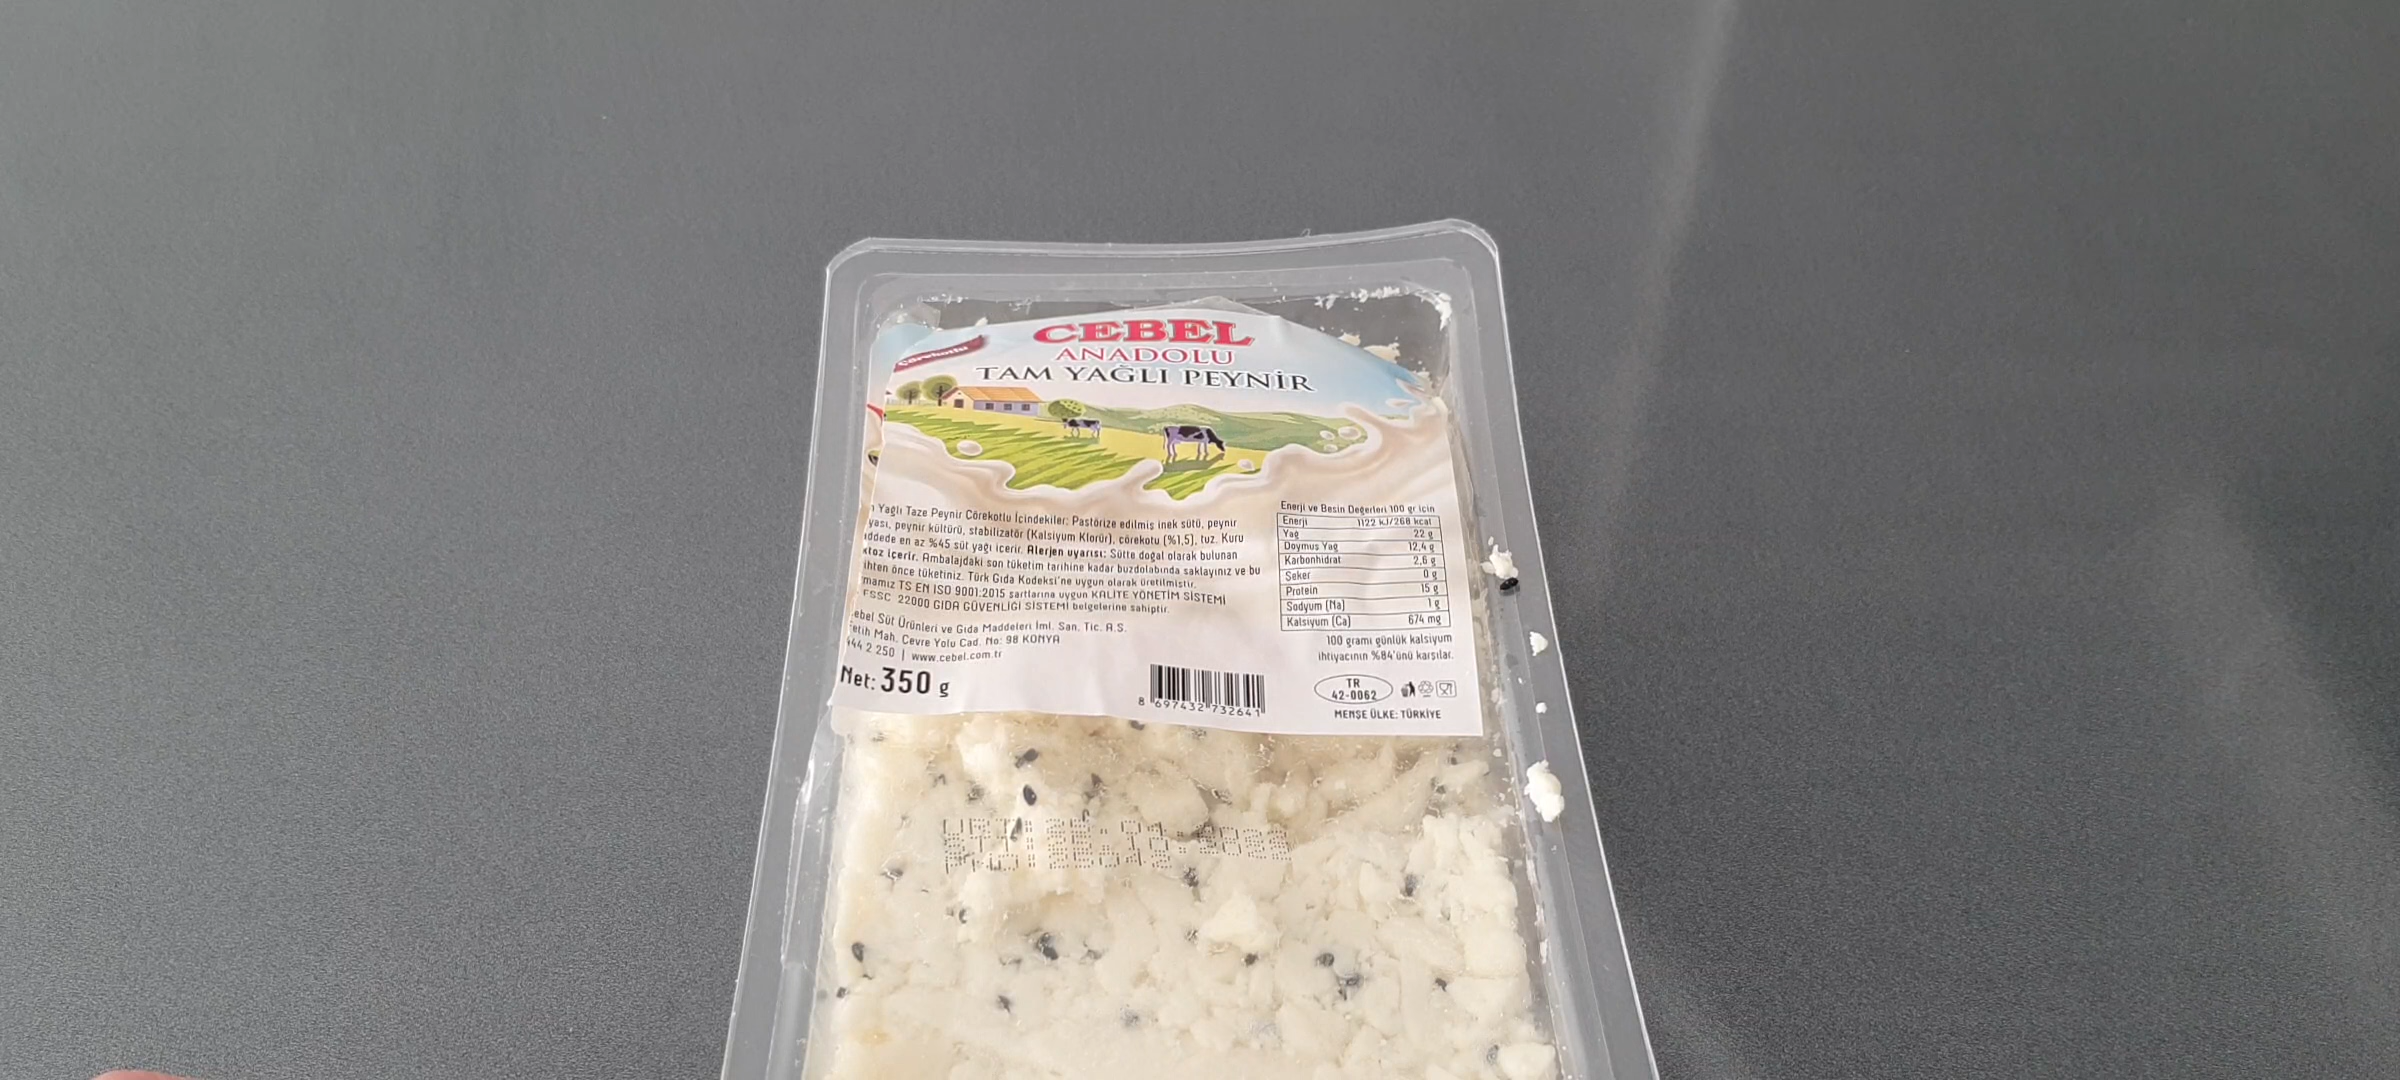 Çörekotlu
CEBEL
ANADOLU
TAM YAĞLI PEYNİR
Yağlı Taze Peynir Çörekotlu İçindekiler: Pastörize edilmiş inek sütü, peynir
yası, peynir kültürü, stabilizatör (Kalsiyum Klorür), çörekotu (%1,5), tuz. Kuru
ddede en az %45 süt yağı içerir. Alerjen uyarısı: Sütte doğal olarak bulunan
ktoz içerir. Ambalajdaki son tüketim tarihine kadar buzdolabında saklayınız ve bu
ihten önce tüketiniz. Türk Gıda Kodeksi'ne uygun olarak üretilmiştir.
mamız TS EN ISO 9001:2015 şartlarına uygun KALİTE YÖNETİM SİSTEMİ
FSSC 22000 GIDA GÜVENLİĞİ SİSTEMİ belgelerine sahiptir.
ebel Süt Ürünleri ve Gıda Maddeleri İml. San. Tic. A.Ş.
Fetih Mah. Çevre Yolu Cad. No: 98 KONYA
444 2 250 | www.cebel.com.tr
Net: 350 g
8 697432 732641
Enerji ve Besin Değerleri 100 gr için
Enerji 1122 kJ/268 kcal
Yağ 22 g
Doymuş Yağ 12,4 g
Karbonhidrat 2,6 g
Şeker 0 g
Protein 15 g
Sodyum (Na) 1 g
Kalsiyum (Ca) 674 mg
100 gramı günlük kalsiyum
ihtiyacının %84'ünü karşılar.
TR
42-0062
MENŞE ÜLKE: TÜRKİYE